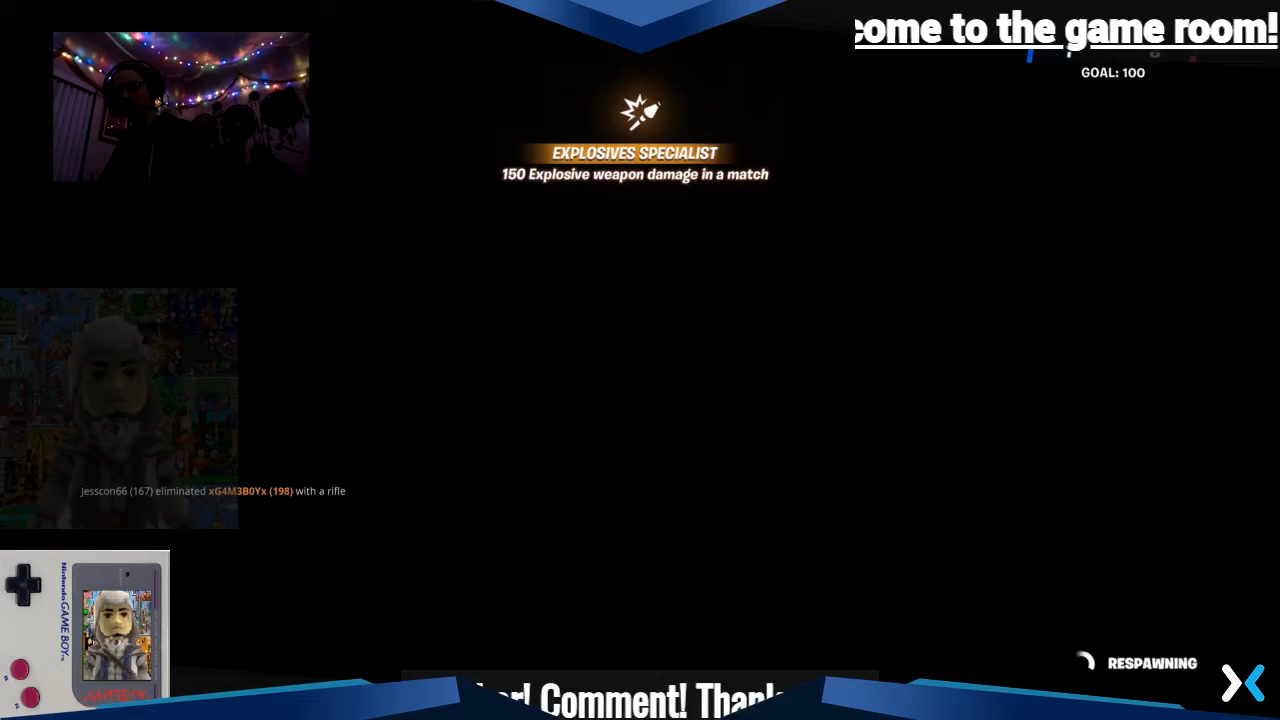 come to the game room!
GOAL: 100
EXPLOSIVES SPECIALIST
150 Explosive weapon damage in a match
Jesscon66 (167) eliminated xG4M3B0Yx (198) with a rifle
Nintendo GAME BOY
RESPAWNING
Comment!